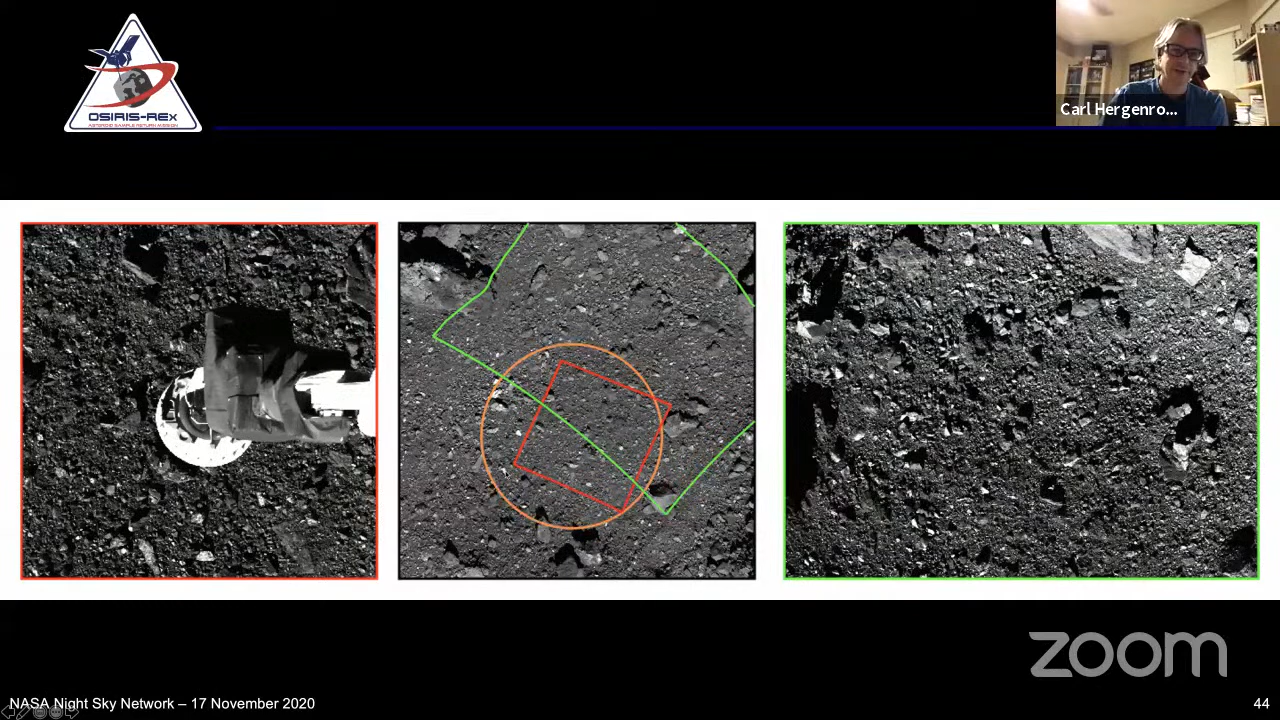 OSIRIS-REx
ASTEROID SAMPLE RETURN MISSION
Carl Hergenro...
zoom
NASA Night Sky Network – 17 November 2020
44